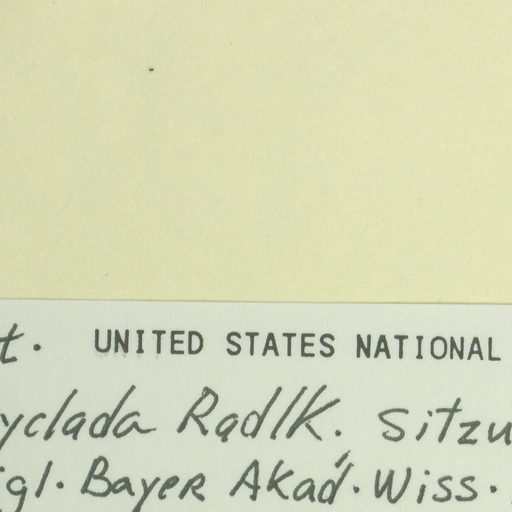 t. UNITED STATES NATIONAL
yclada Radlk. Sitzu
gl. Bayer Akad. Wiss.